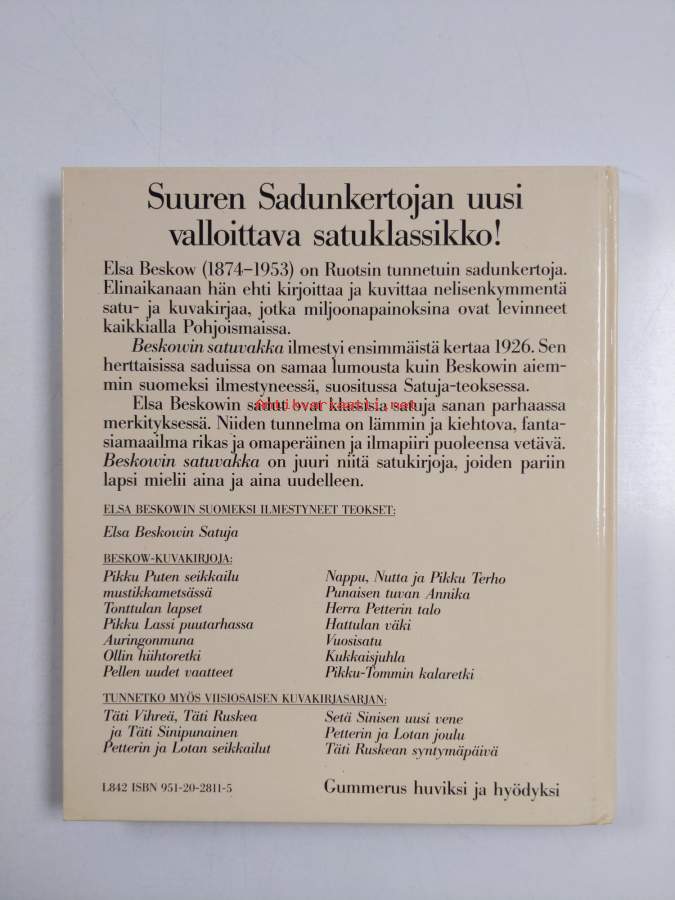 Suuren Sadunkertojan uusi
valloittava satuklassikko!
Elsa Beskow (1874–1953) on Ruotsin tunnetuin sadunkertoja.
Elinaikanaan hän ehti kirjoittaa ja kuvittaa nelisenkymmentä
satu- ja kuvakirjaa, jotka miljoonapainoksina ovat levinneet
kaikkialla Pohjoismaissa.
Beskowin satuvakka ilmestyi ensimmäistä kertaa 1926. Sen
herttaisissa saduissa on samaa lumousta kuin Beskowin aiem-
min suomeksi ilmestyneessä, suositussa Satuja-teoksessa.
Elsa Beskowin sadut ovat kaikki satuja sanan parhaassa
Antikvariaatti.net
merkityksessä. Niiden tunnelma on lämmin ja kiehtova, fanta-
siamaailma rikas ja omaperäinen ja ilmapiiri puoleensa vetävä.
Beskowin satuvakka on juuri niitä satukirjoja, joiden pariin
lapsi mielii aina ja aina uudelleen.
ELSA BESKOWIN SUOMEKSI ILMESTYNEET TEOKSET:
Elsa Beskowin Satuja
BESKOW-KUVAKIRJOJA:
Pikku Puten seikkailu
mustikkametsässä
Tonttulan lapset
Pikku Lassi puutarhassa
Auringonmuna
Ollin hiihtoretki
Pellen uudet vaatteet
Nappu, Nutta ja Pikku Terho
Punaisen tuvan Annika
Herra Petterin talo
Hattulan väki
Vuosisatu
Kukkaisjuhla
Pikku-Tommin kalaretki
TUNNETKO MYÖS VIISIOSAISEN KUVAKIRJASARJAN:
Täti Vihreä, Täti Ruskea
ja Täti Sinipunainen
Petterin ja Lotan seikkailut
Setä Sinisen uusi vene
Petterin ja Lotan joulu
Täti Ruskean syntymäpäivä
L842 ISBN 951-20-2811-5
Gummerus huviksi ja hyödyksi